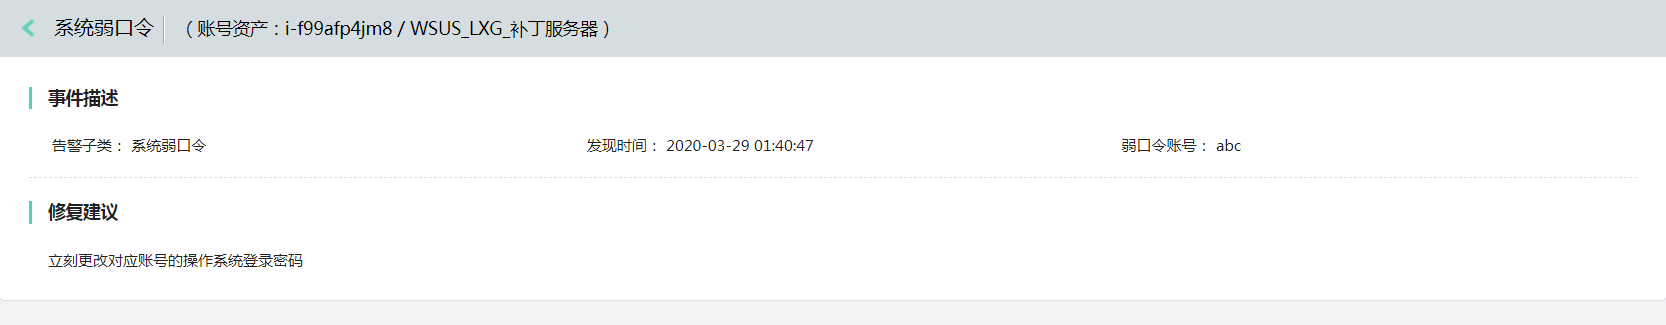 系统弱口令 （账号资产：i-f99afp4jm8 / WSUS_LXG_补丁服务器）
事件描述
告警子类： 系统弱口令 发现时间： 2020-03-29 01:40:47 弱口令账号： abc
修复建议
立刻更改对应账号的操作系统登录密码